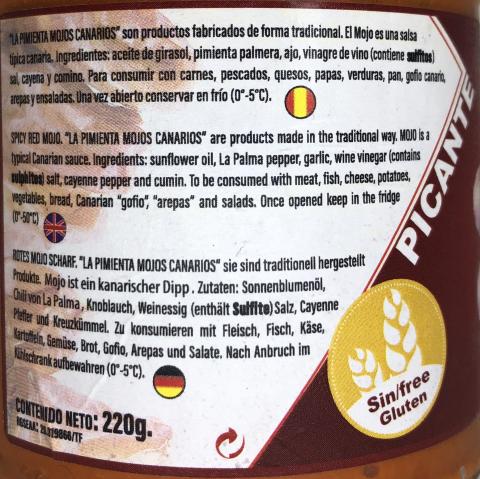 "LA PIMIENTA MOJOS CANARIOS" son productos fabricados de forma tradicional. El Mojo es una salsa
típica canaria. Ingredientes: aceite de girasol, pimienta palmera, ajo, vinagre de vino (contiene sulfitos)
sal, cayena y comino. Para consumir con carnes, pescados, quesos, papas, verduras, pan, gofio canario,
arepas y ensaladas. Una vez abierto conservar en frío (0°-5°C).
SPICY RED MOJO. "LA PIMIENTA MOJOS CANARIOS" are products made in the traditional way. MOJO is a
typical Canarian sauce. Ingredients: sunflower oil, La Palma pepper, garlic, wine vinegar (contains
sulphites) salt, cayenne pepper and cumin. To be consumed with meat, fish, cheese, potatoes,
vegetables, bread, Canarian "gofio", "arepas" and salads. Once opened keep in the fridge
(0°-50°C)
ROTES MOJO SCHARF. "LA PIMIENTA MOJOS CANARIOS" sie sind traditionell hergestellt
Produkte. Mojo ist ein kanarischer Dipp. Zutaten: Sonnenblumenöl,
Chili von La Palma, Knoblauch, Weinessig (enthält Sulfito) Salz, Cayenne
Pfeffer und Kreuzkümmel. Zu konsumieren mit Fleisch, Fisch, Käse,
Kartoffeln, Gemüse, Brot, Gofio, Arepas und Salate. Nach Anbruch im
Kühlschrank aufbewahren (0°-5°C).
CONTENIDO NETO: 220g.
PICANTE
Sin/free
Gluten